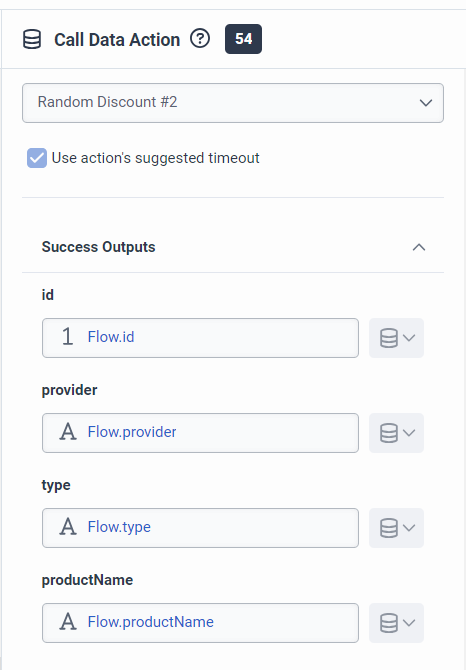 Call Data Action ? 54
Random Discount #2
Use action's suggested timeout
Success Outputs
id
1 Flow.id
provider
A Flow.provider
type
A Flow.type
productName
A Flow.productName